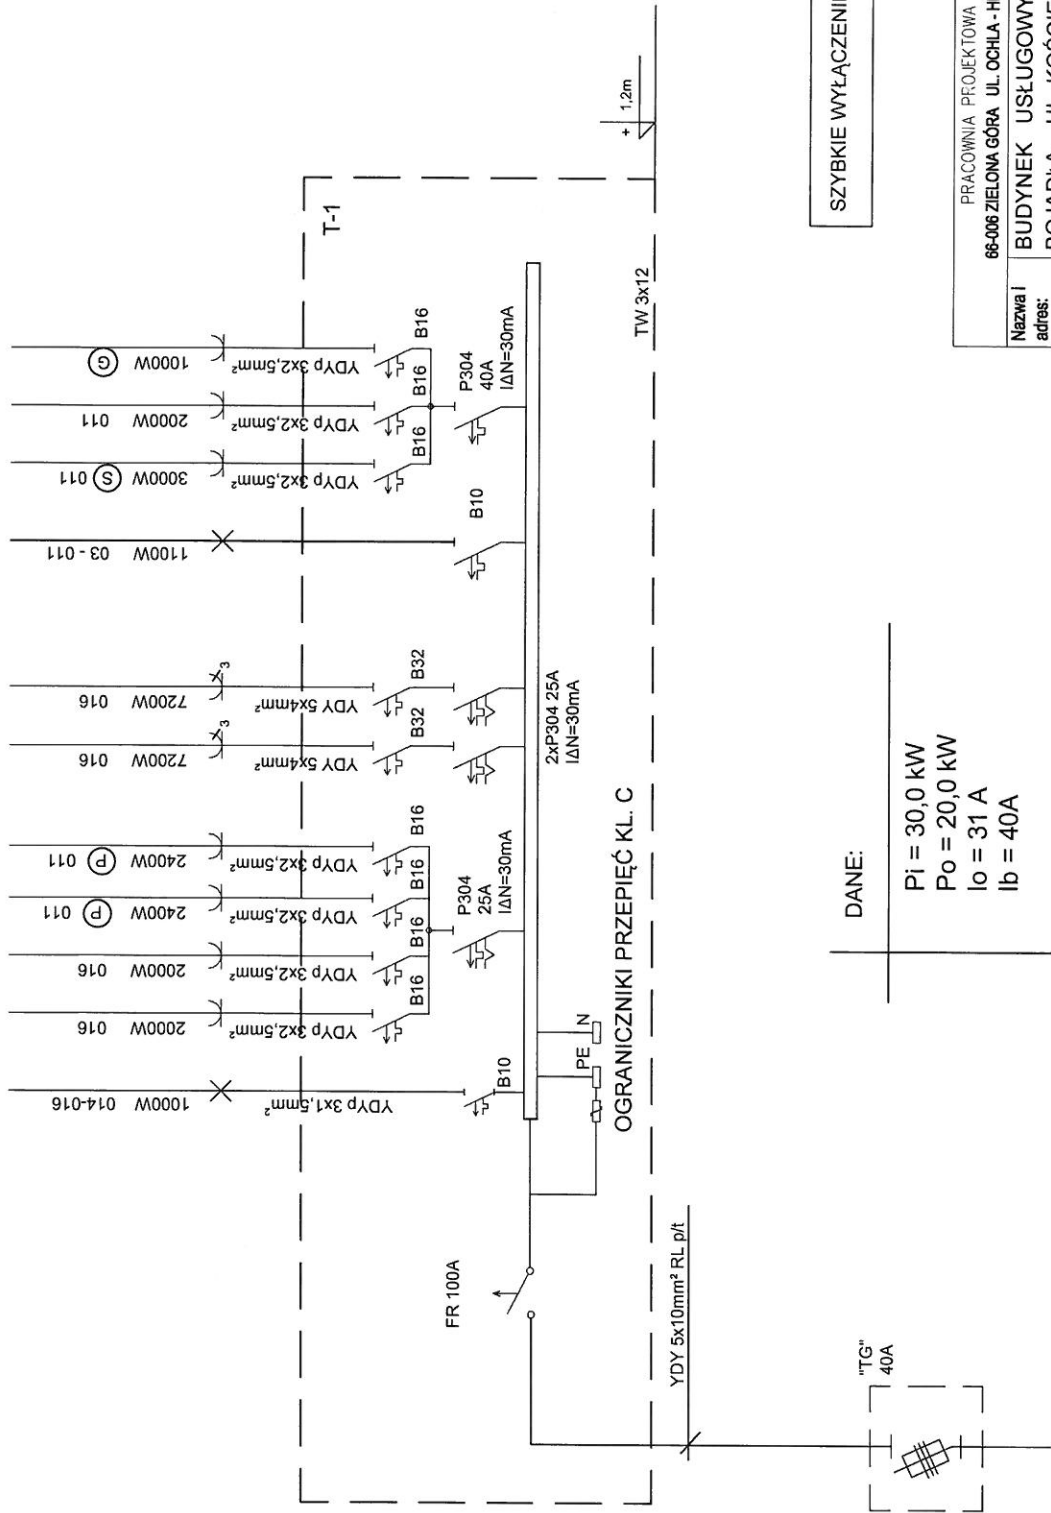 1000W 014-016
2000W 016
2000W 016
2400W P 011
2400W P 011
7200W 016
7200W 016
1100W 03 - 011
3000W S 011
2000W 011
1000W G
3
3
YDYp 3x1,5mm²
YDYp 3x2,5mm²
YDYp 3x2,5mm²
YDYp 3x2,5mm²
YDYp 3x2,5mm²
YDY 5x4mm²
YDY 5x4mm²
YDYp 3x2,5mm²
YDYp 3x2,5mm²
YDYp 3x2,5mm²
T-1
B10
B16
B16
B16
B16
B32
B32
B10
B16
B16
B16
P304
25A
IΔN=30mA
2xP304 25A
IΔN=30mA
P304
40A
IΔN=30mA
FR 100A
PE
N
OGRANICZNIKI PRZEPIĘĆ KL. C
TW 3x12
+ 1,2m
YDY 5x10mm² RL p/t
"TG"
40A
DANE:
Pi = 30,0 kW
Po = 20,0 kW
Io = 31 A
Ib = 40A
SZYBKIE WYŁĄCZENI
PRACOWNIA PROJEKTOWA
66-006 ZIELONA GÓRA UL. OCHLA - H
Nazwa i
adres:
BUDYNEK USŁUGOWY